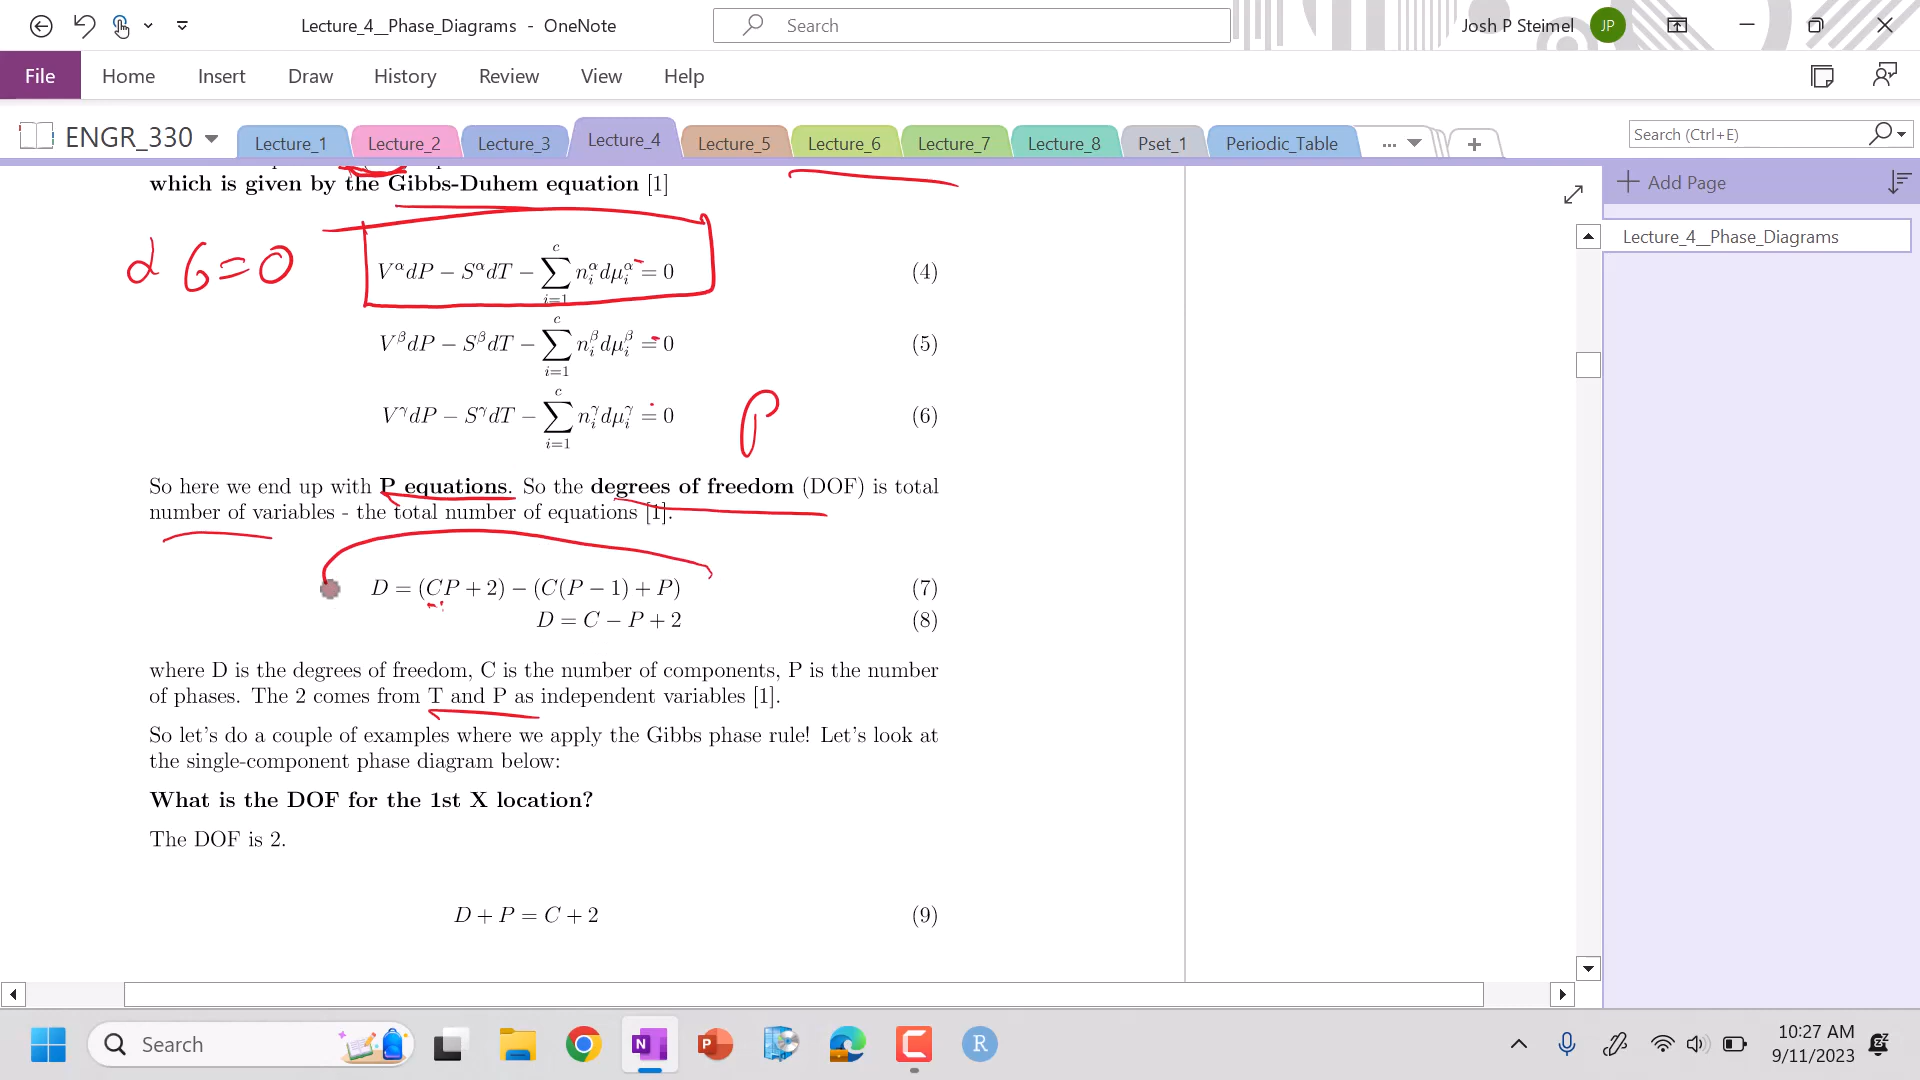 Lecture_4__Phase_Diagrams - OneNote
Search
Josh P Steimel
JP
File Home Insert Draw History Review View Help
ENGR_330
Lecture_1 Lecture_2 Lecture_3 Lecture_4 Lecture_5 Lecture_6 Lecture_7 Lecture_8 Pset_1 Periodic_Table ... +
Search (Ctrl+E)
Add Page
Lecture_4__Phase_Diagrams
which is given by the Gibbs-Duhem equation [1]
d G=0
V^α dP − S^α dT − ∑_{i=1}^{c} n_i^α dμ_i^α = 0 (4)
V^β dP − S^β dT − ∑_{i=1}^{c} n_i^β dμ_i^β = 0 (5)
V^γ dP − S^γ dT − ∑_{i=1}^{c} n_i^γ dμ_i^γ = 0 (6)
P
So here we end up with P equations. So the degrees of freedom (DOF) is total
number of variables - the total number of equations [1].
D = (CP + 2) − (C(P − 1) + P) (7)
D = C − P + 2 (8)
where D is the degrees of freedom, C is the number of components, P is the number
of phases. The 2 comes from T and P as independent variables [1].
So let's do a couple of examples where we apply the Gibbs phase rule! Let's look at
the single-component phase diagram below:
What is the DOF for the 1st X location?
The DOF is 2.
D + P = C + 2 (9)
Search
N
P
C
R
10:27 AM
9/11/2023